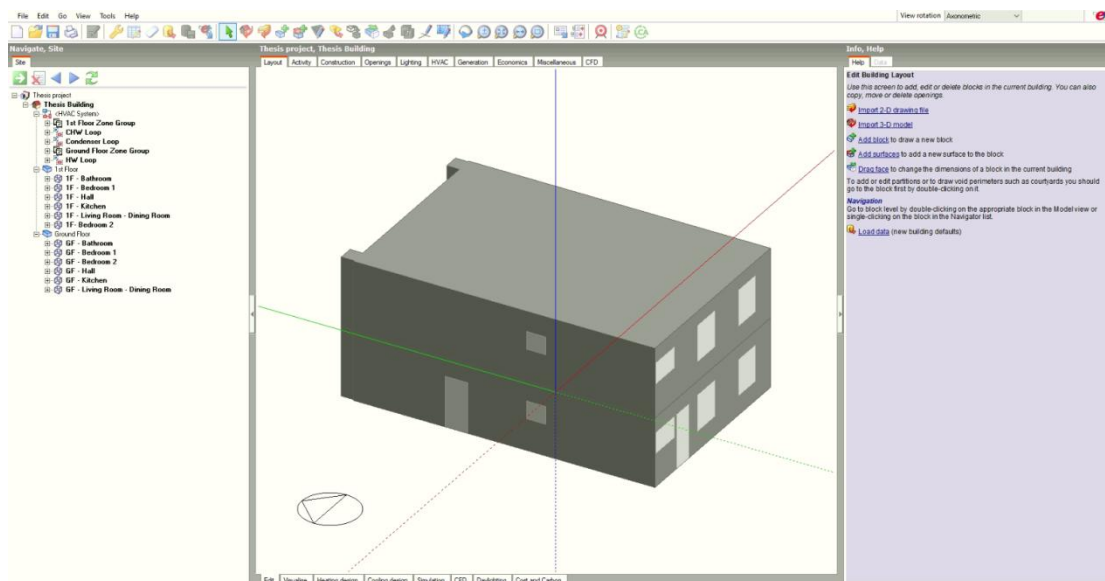 File Edit Go View Tools Help
View rotation Axonometric
Navigate, Site
Site
Thesis project
Thesis Building
<HVAC System>
1st Floor Zone Group
CHW Loop
Condenser Loop
Ground Floor Zone Group
HW Loop
1st Floor
1F - Bathroom
1F - Bedroom 1
1F - Hall
1F - Kitchen
1F - Living Room - Dining Room
1F- Bedroom 2
Ground Floor
GF - Bathroom
GF - Bedroom 1
GF - Bedroom 2
GF - Hall
GF - Kitchen
GF - Living Room - Dining Room
Thesis project, Thesis Building
Layout Activity Construction Openings Lighting HVAC Generation Economics Miscellaneous CFD
Edit Visualise Heating design Cooling design Simulation CFD Daylighting Cost and Carbon
Info, Help
Help Data
Edit Building Layout
Use this screen to add, edit or delete blocks in the current building. You can also
copy, move or delete openings.
Import 2-D drawing file
Import 3-D model
Add block to draw a new block
Add surfaces to add a new surface to the block
Drag face to change the dimensions of a block in the current building
To add or edit partitions or to draw void perimeters such as courtyards you should
go to the block first by double-clicking on it.
Navigation
Go to block level by double-clicking on the appropriate block in the Model view or
single-clicking on the block in the Navigator list.
Load data (new building defaults)